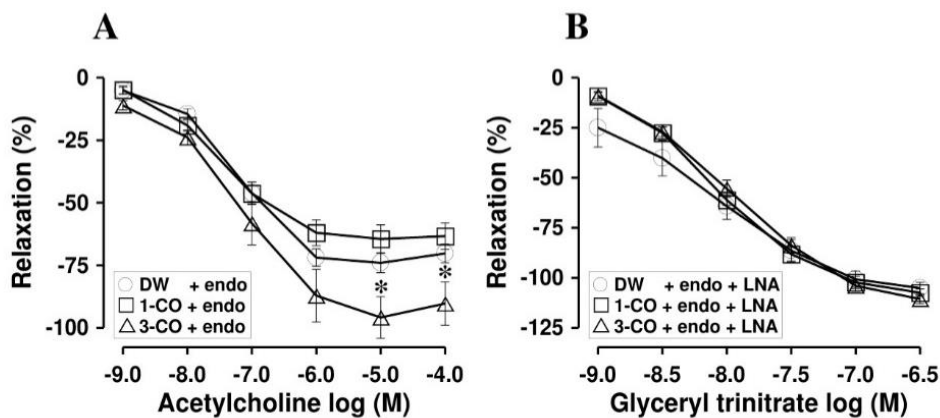 A
0
-25
-50
-75
-100
Relaxation (%)
DW + endo
1-CO + endo
3-CO + endo
*
*
-9.0 -8.0 -7.0 -6.0 -5.0 -4.0
Acetylcholine log (M)
B
0
-25
-50
-75
-100
-125
Relaxation (%)
DW + endo + LNA
1-CO + endo + LNA
3-CO + endo + LNA
-9.0 -8.5 -8.0 -7.5 -7.0 -6.5
Glyceryl trinitrate log (M)